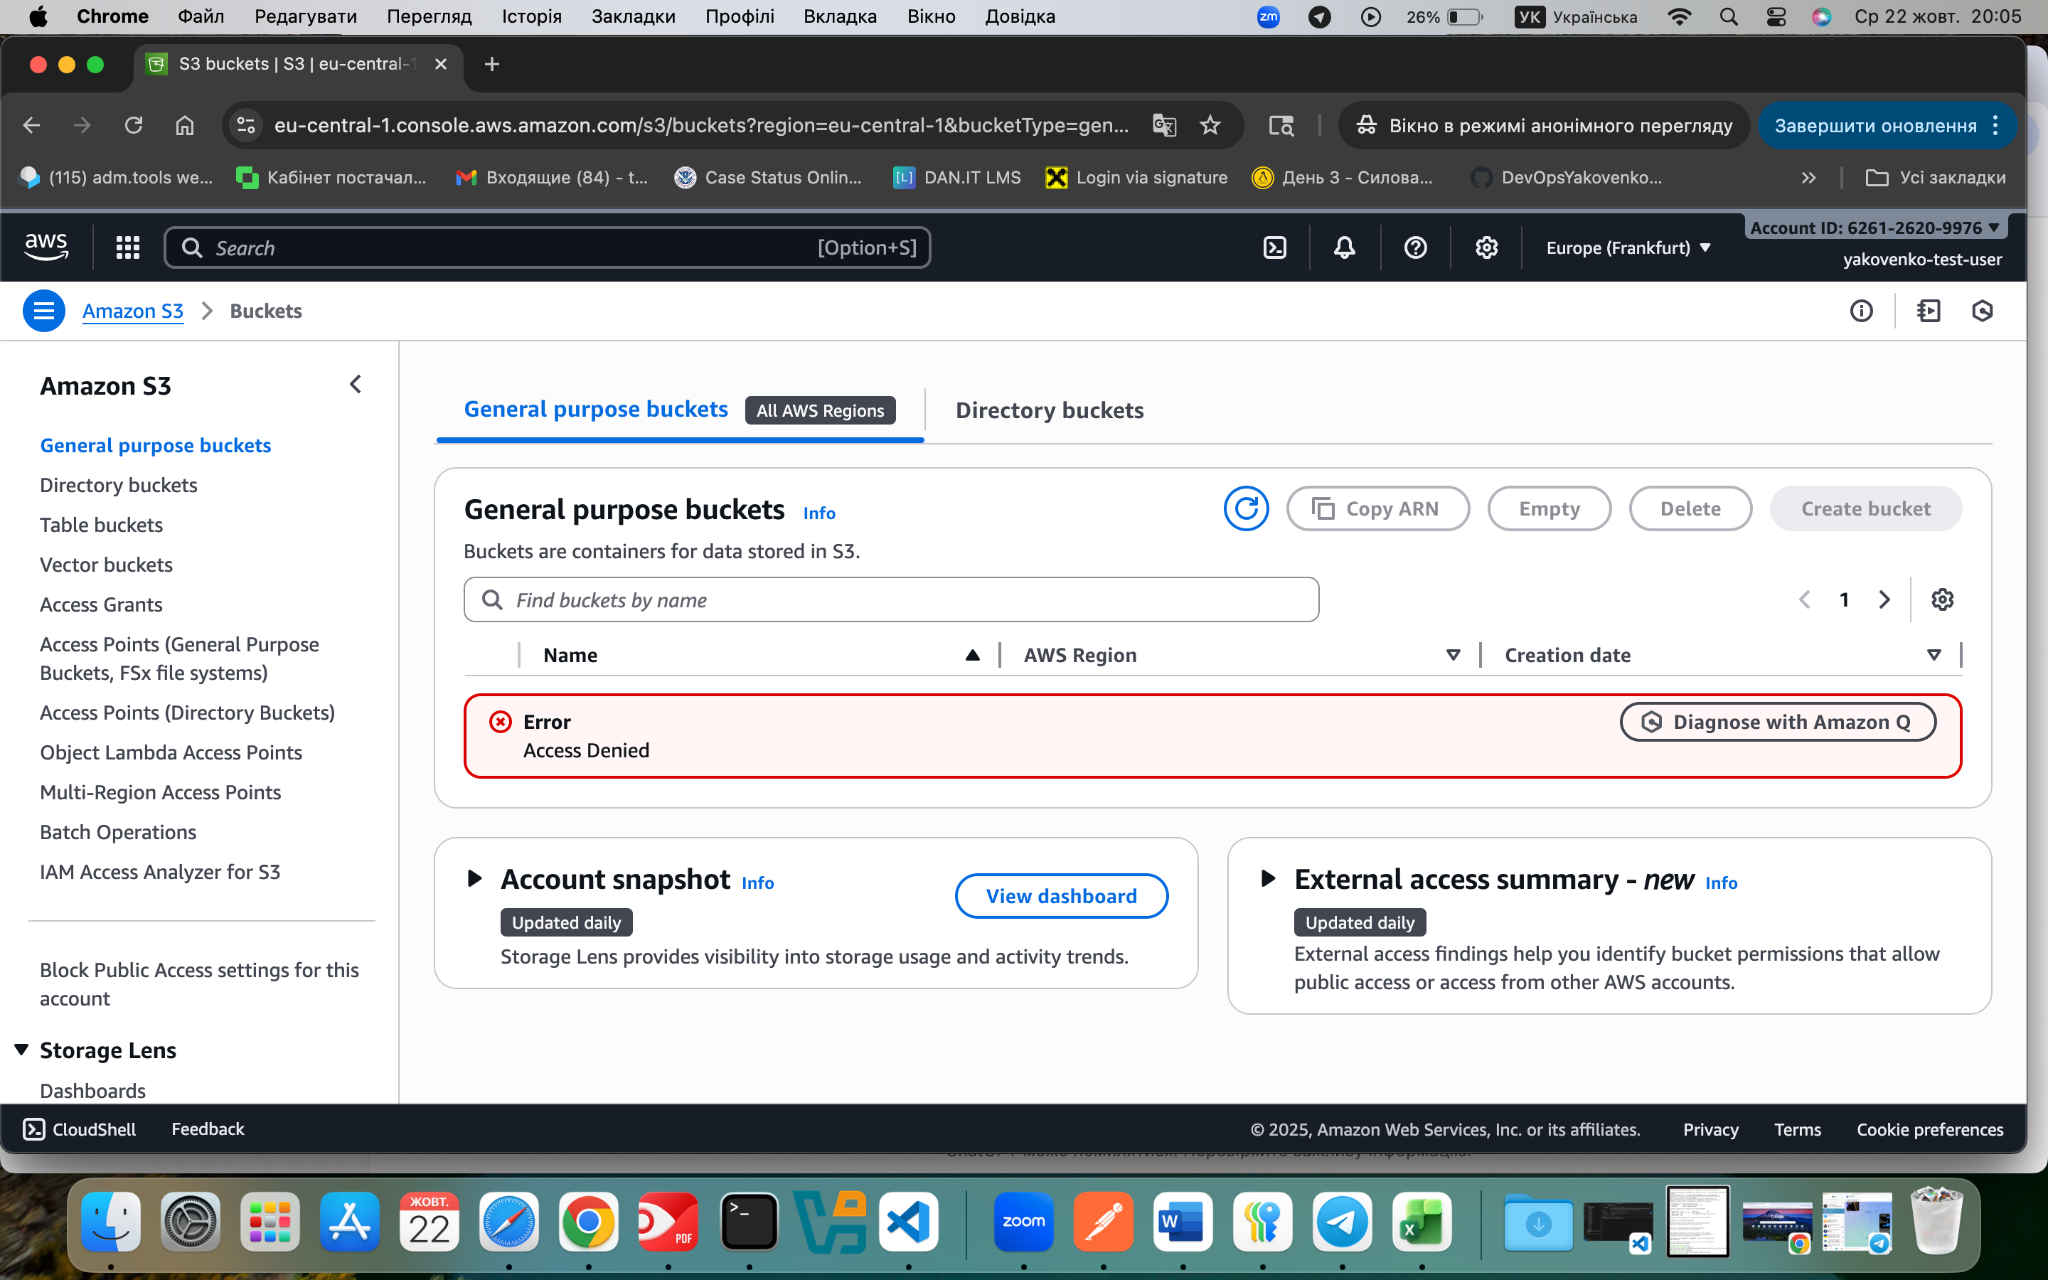 Chrome Файл Редагувати Перегляд Історія Закладки Профілі Вкладка Вікно Довідка zm 26% УК Українська Ср 22 жовт. 20:05
S3 buckets | S3 | eu-central-1
eu-central-1.console.aws.amazon.com/s3/buckets?region=eu-central-1&bucketType=gen... Вікно в режимі анонімного перегляду Завершити оновлення
(115) adm.tools we... Кабінет постачал... Входящие (84) - t... Case Status Onlin... [L] DAN.IT LMS Login via signature День 3 - Силова... DevOpsYakovenko... Усі закладки
aws Search [Option+S] Europe (Frankfurt) Account ID: 6261-2620-9976
yakovenko-test-user
Amazon S3 Buckets
Amazon S3
General purpose buckets
Directory buckets
Table buckets
Vector buckets
Access Grants
Access Points (General Purpose
Buckets, FSx file systems)
Access Points (Directory Buckets)
Object Lambda Access Points
Multi-Region Access Points
Batch Operations
IAM Access Analyzer for S3
Block Public Access settings for this
account
Storage Lens
Dashboards
General purpose buckets All AWS Regions Directory buckets
General purpose buckets Info Copy ARN Empty Delete Create bucket
Buckets are containers for data stored in S3.
Find buckets by name 1
Name AWS Region Creation date
Error Diagnose with Amazon Q
Access Denied
Account snapshot Info View dashboard
Updated daily
Storage Lens provides visibility into storage usage and activity trends.
External access summary - new Info
Updated daily
External access findings help you identify bucket permissions that allow
public access or access from other AWS accounts.
CloudShell Feedback © 2025, Amazon Web Services, Inc. or its affiliates. Privacy Terms Cookie preferences
ЖОВТ.
22
PDF
zoom
W
X